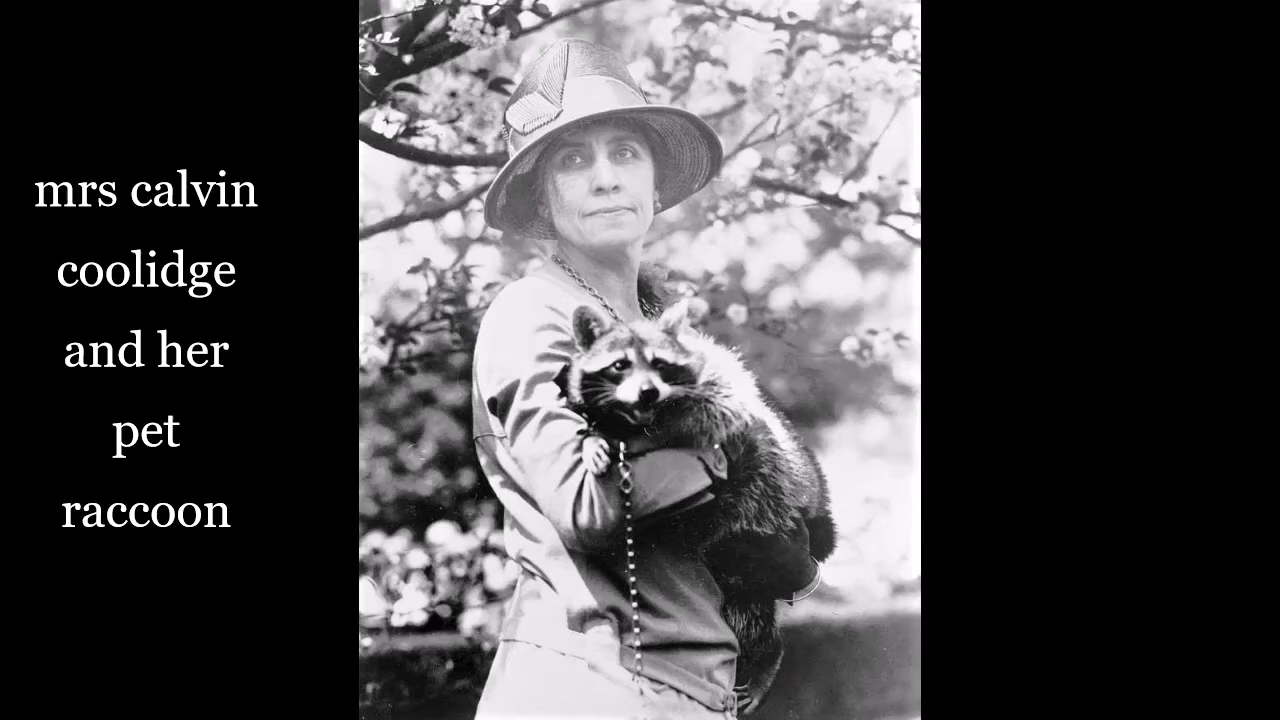 mrs calvin
coolidge
and her
pet
raccoon